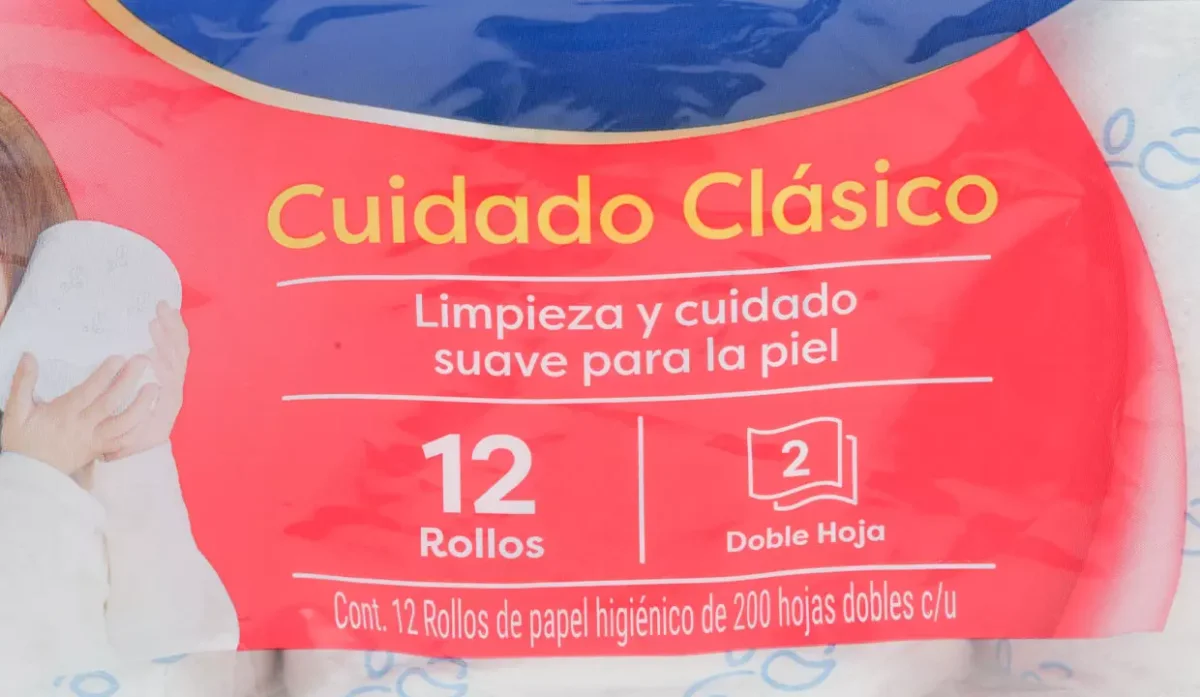 Cuidado Clásico
Limpieza y cuidado
suave para la piel
12
Rollos
2
Doble Hoja
Cont. 12 Rollos de papel higiénico de 200 hojas dobles c/u